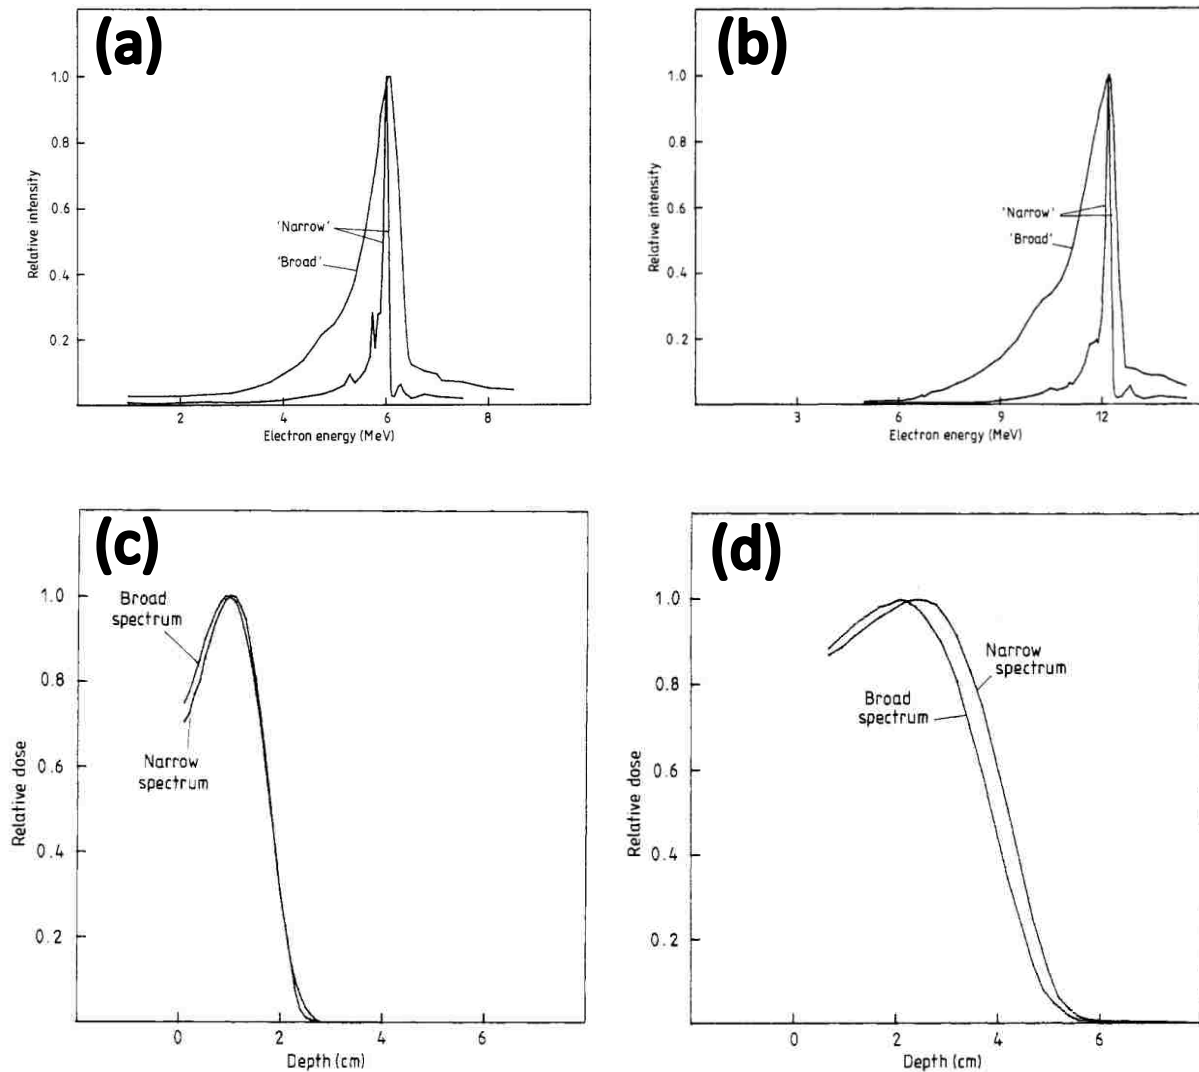 (a)
1.0
0.8
0.6
0.4
0.2
Relative intensity
'Narrow'
'Broad'
2
4
6
8
Electron energy (MeV)
(b)
1.0
0.8
0.6
0.4
0.2
Relative intensity
'Narrow'
'Broad'
3
6
9
12
Electron energy (MeV)
(c)
1.0
0.8
0.6
0.4
0.2
Relative dose
Broad
spectrum
Narrow
spectrum
0
2
4
6
Depth (cm)
(d)
1.0
0.8
0.6
0.4
0.2
Relative dose
Narrow
spectrum
Broad
spectrum
0
2
4
6
Depth (cm)